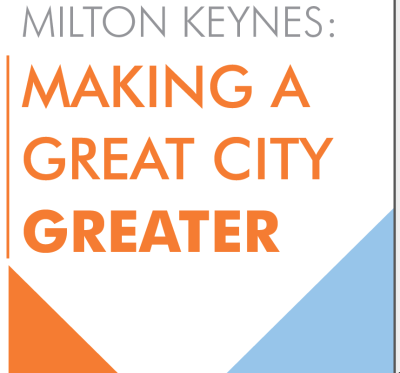 MILTON KEYNES:
MAKING A
GREAT CITY
GREATER